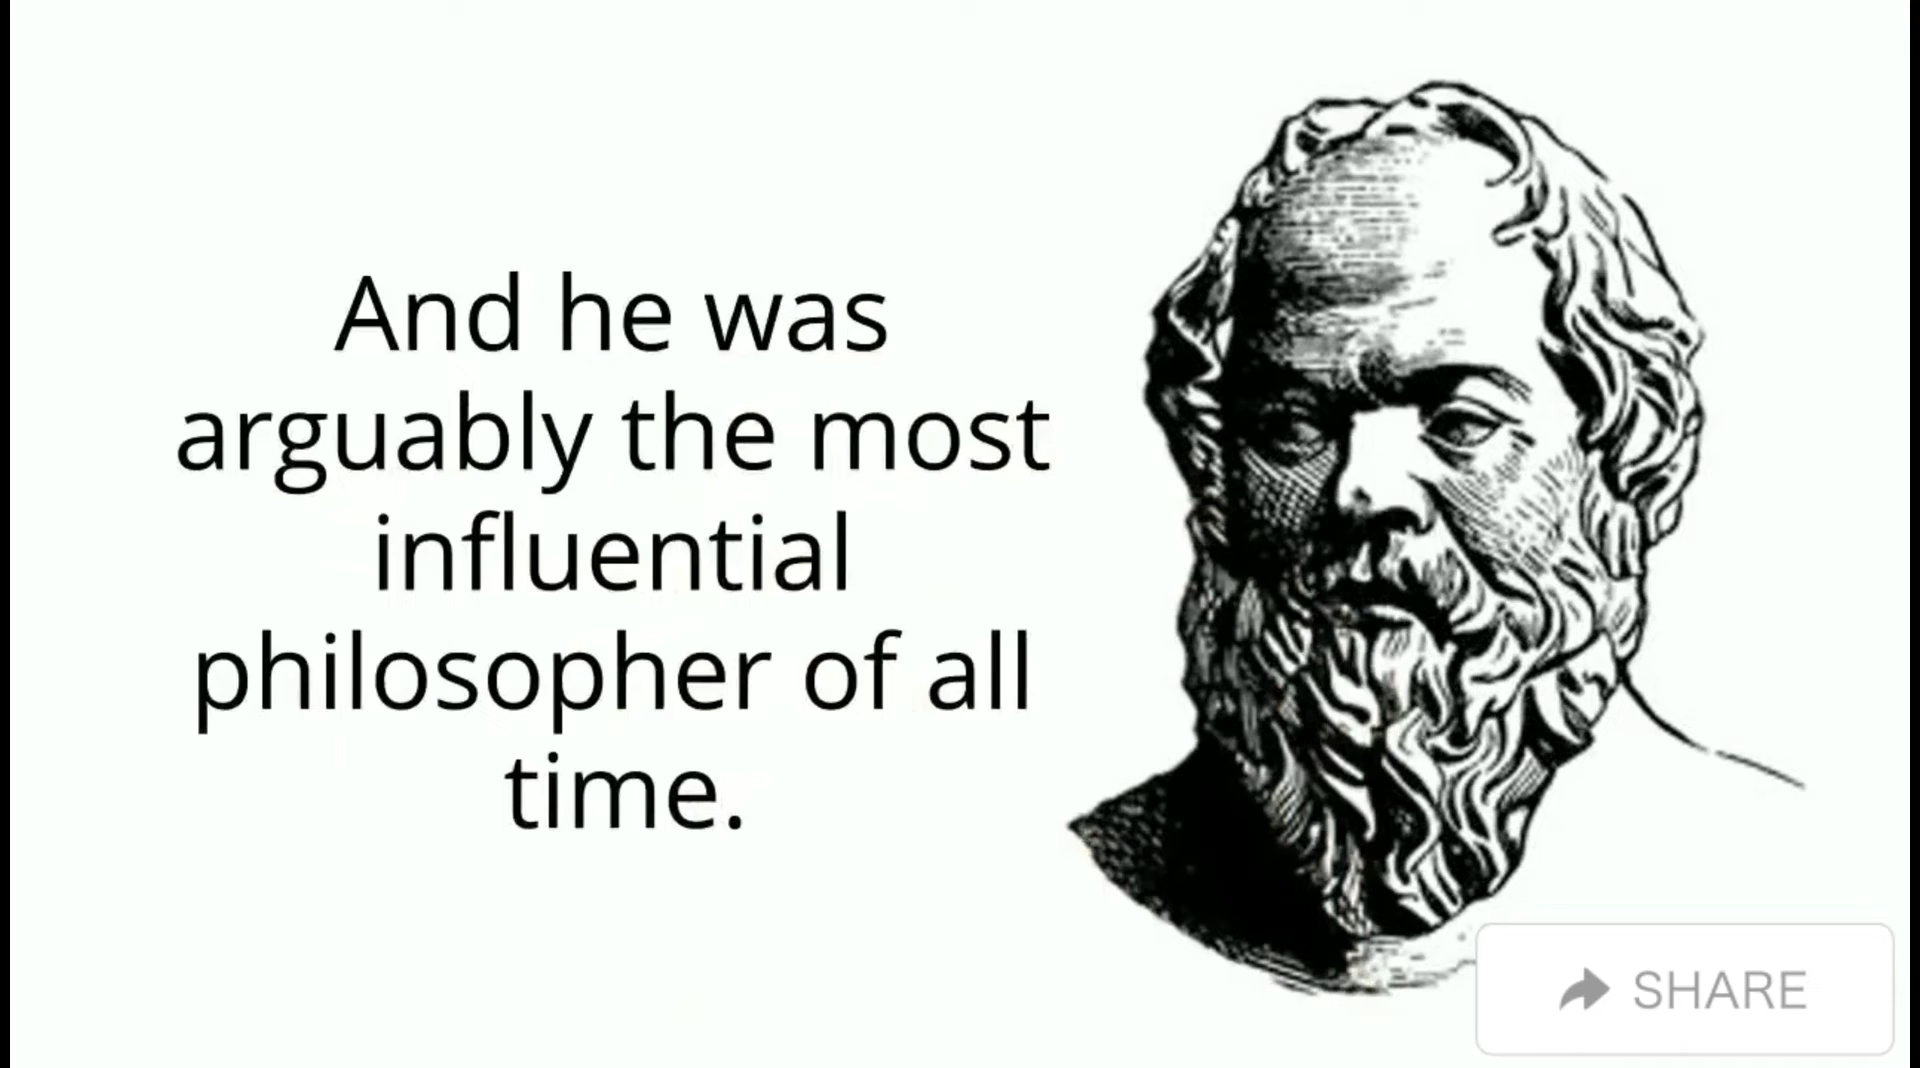 And he was
arguably the most
influential
philosopher of all
time.
SHARE